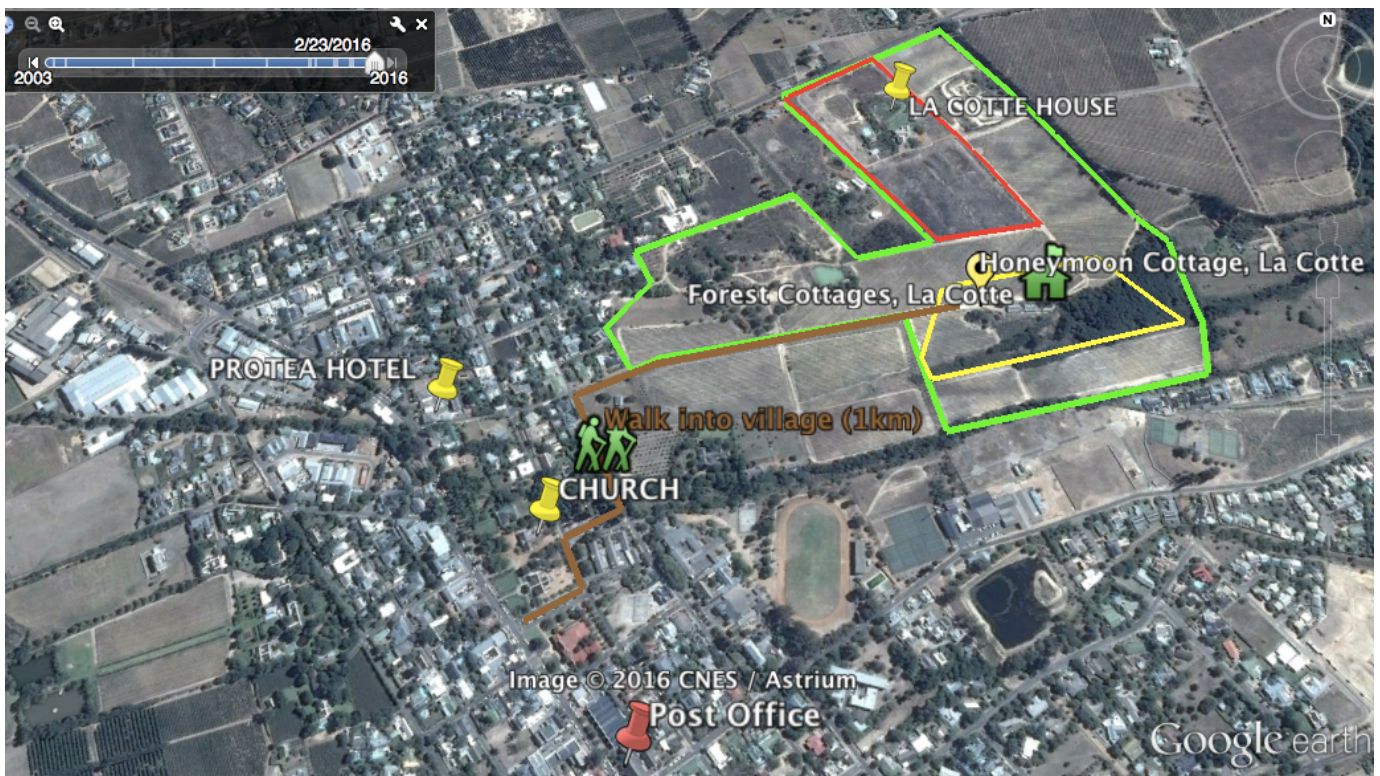 2/23/2016
2003
2016
N
LA COTTE HOUSE
Honeymoon Cottage, La Cotte
Forest Cottages, La Cotte
PROTEA HOTEL
Walk into village (1km)
CHURCH
Image © 2016 CNES / Astrium
Post Office
Google earth